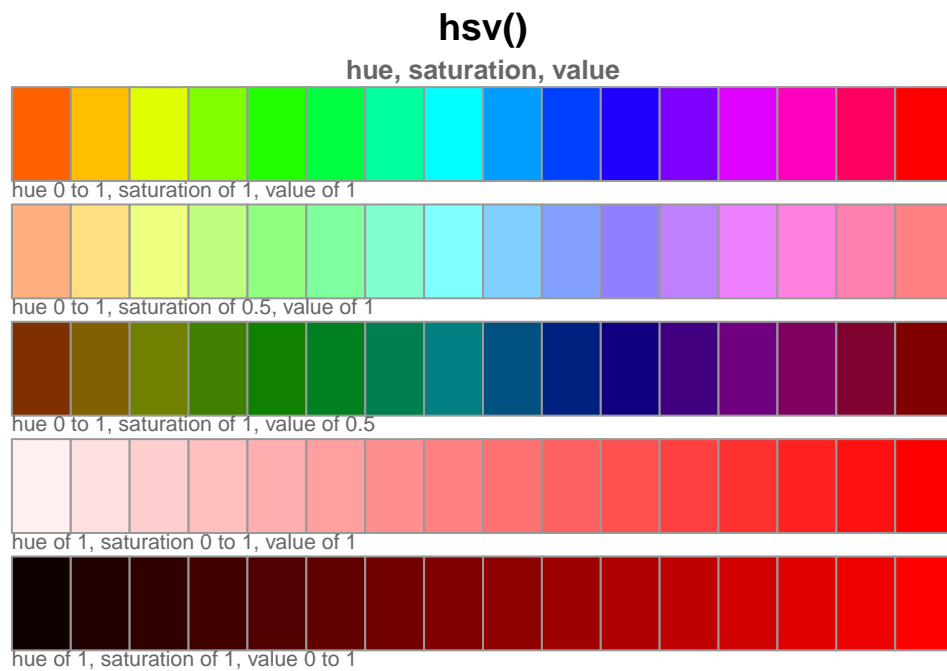 hsv()
hue, saturation, value
hue 0 to 1, saturation of 1, value of 1
hue 0 to 1, saturation of 0.5, value of 1
hue 0 to 1, saturation of 1, value of 0.5
hue of 1, saturation 0 to 1, value of 1
hue of 1, saturation of 1, value 0 to 1